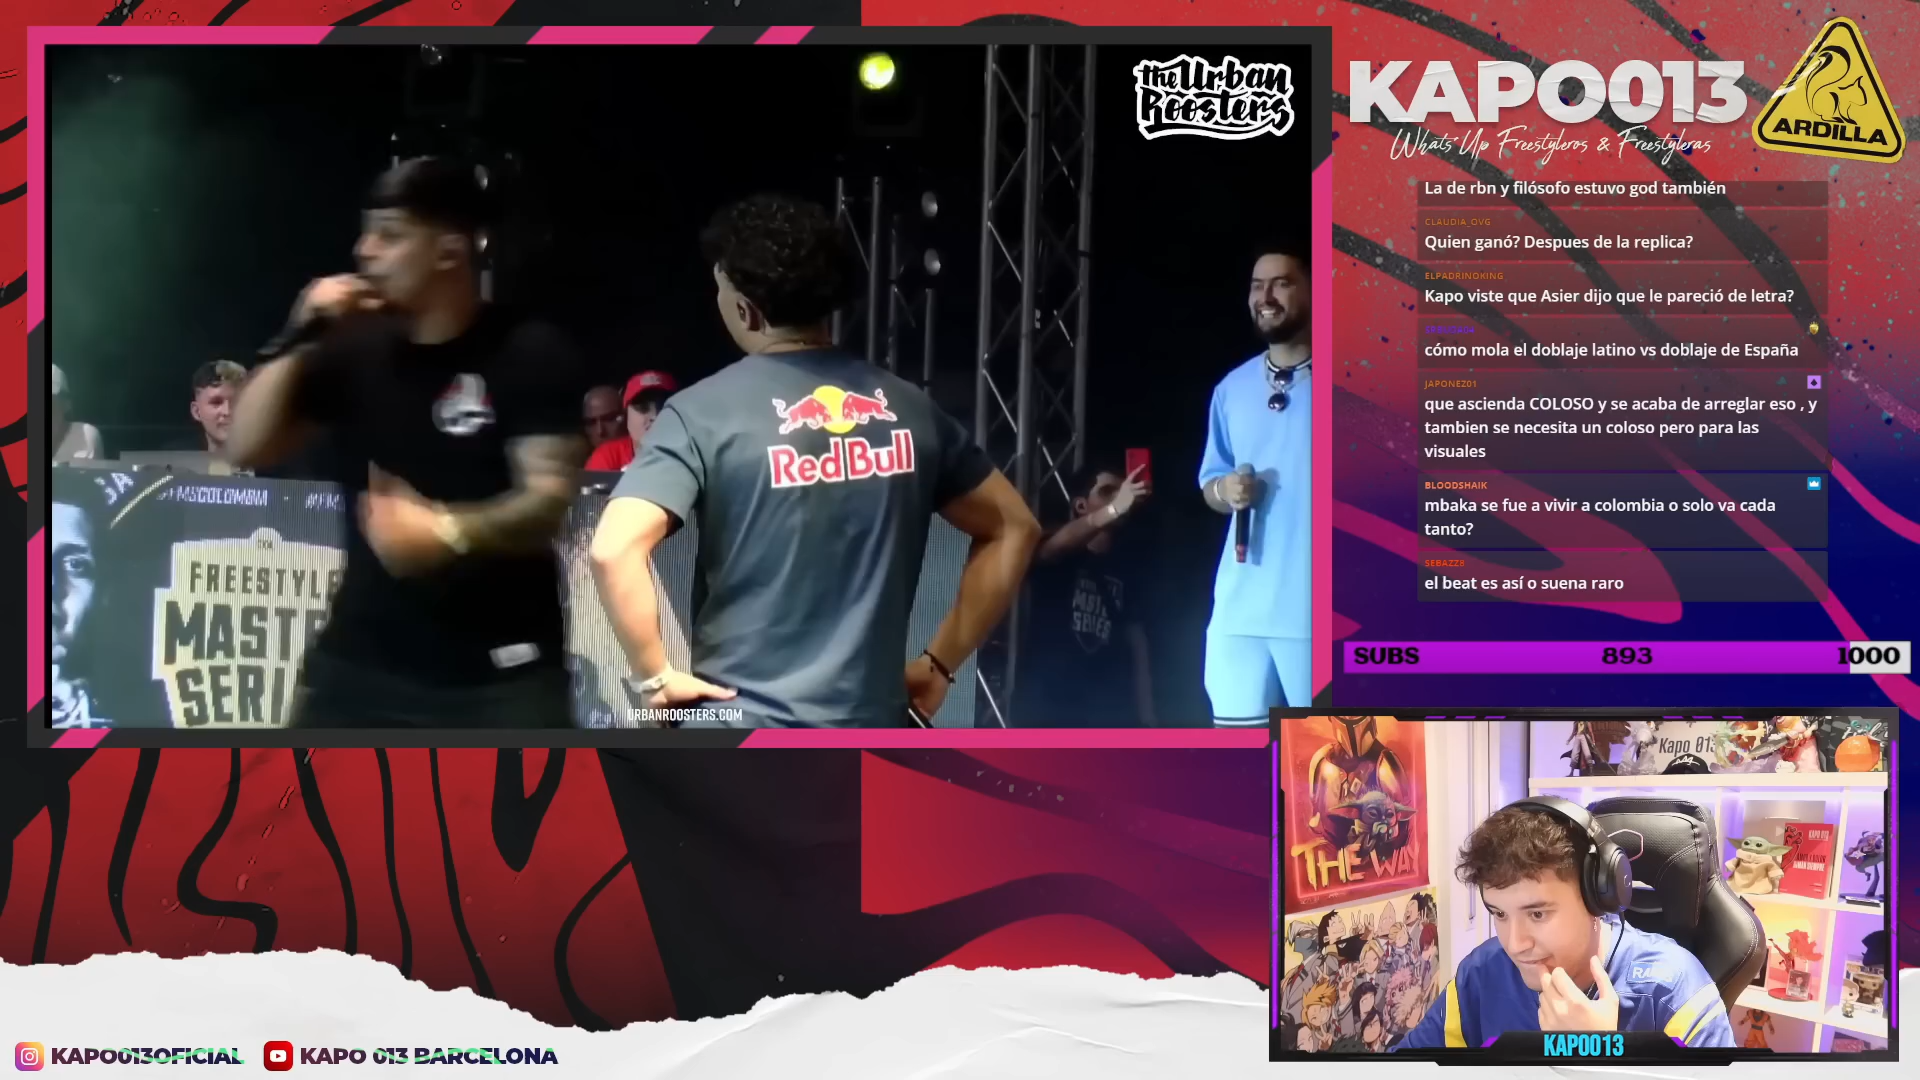 the Urban
Roosters
KAPO013
Whats Up Freestyleros & Freestyleras
ARDILLA
La de rbn y filósofo estuvo god también
CLAUDIA_OVG
Quien ganó? Despues de la replica?
ELPADRINOKING
Kapo viste que Asier dijo que le pareció de letra?
cómo mola el doblaje latino vs doblaje de España
JAPONEZ01
que ascienda COLOSO y se acaba de arreglar eso , y
tambien se necesita un coloso pero para las
visuales
BLOODSHAIK
mbaka se fue a vivir a colombia o solo va cada
tanto?
SEBAZZ8
el beat es así o suena raro
SUBS 893 1000
Red Bull
FREESTYLE
MAST
SERI
URBANROOSTERS.COM
Kapo 013
THE WAY
KAPO013
KAPO013OFICIAL
KAPO 013 BARCELONA